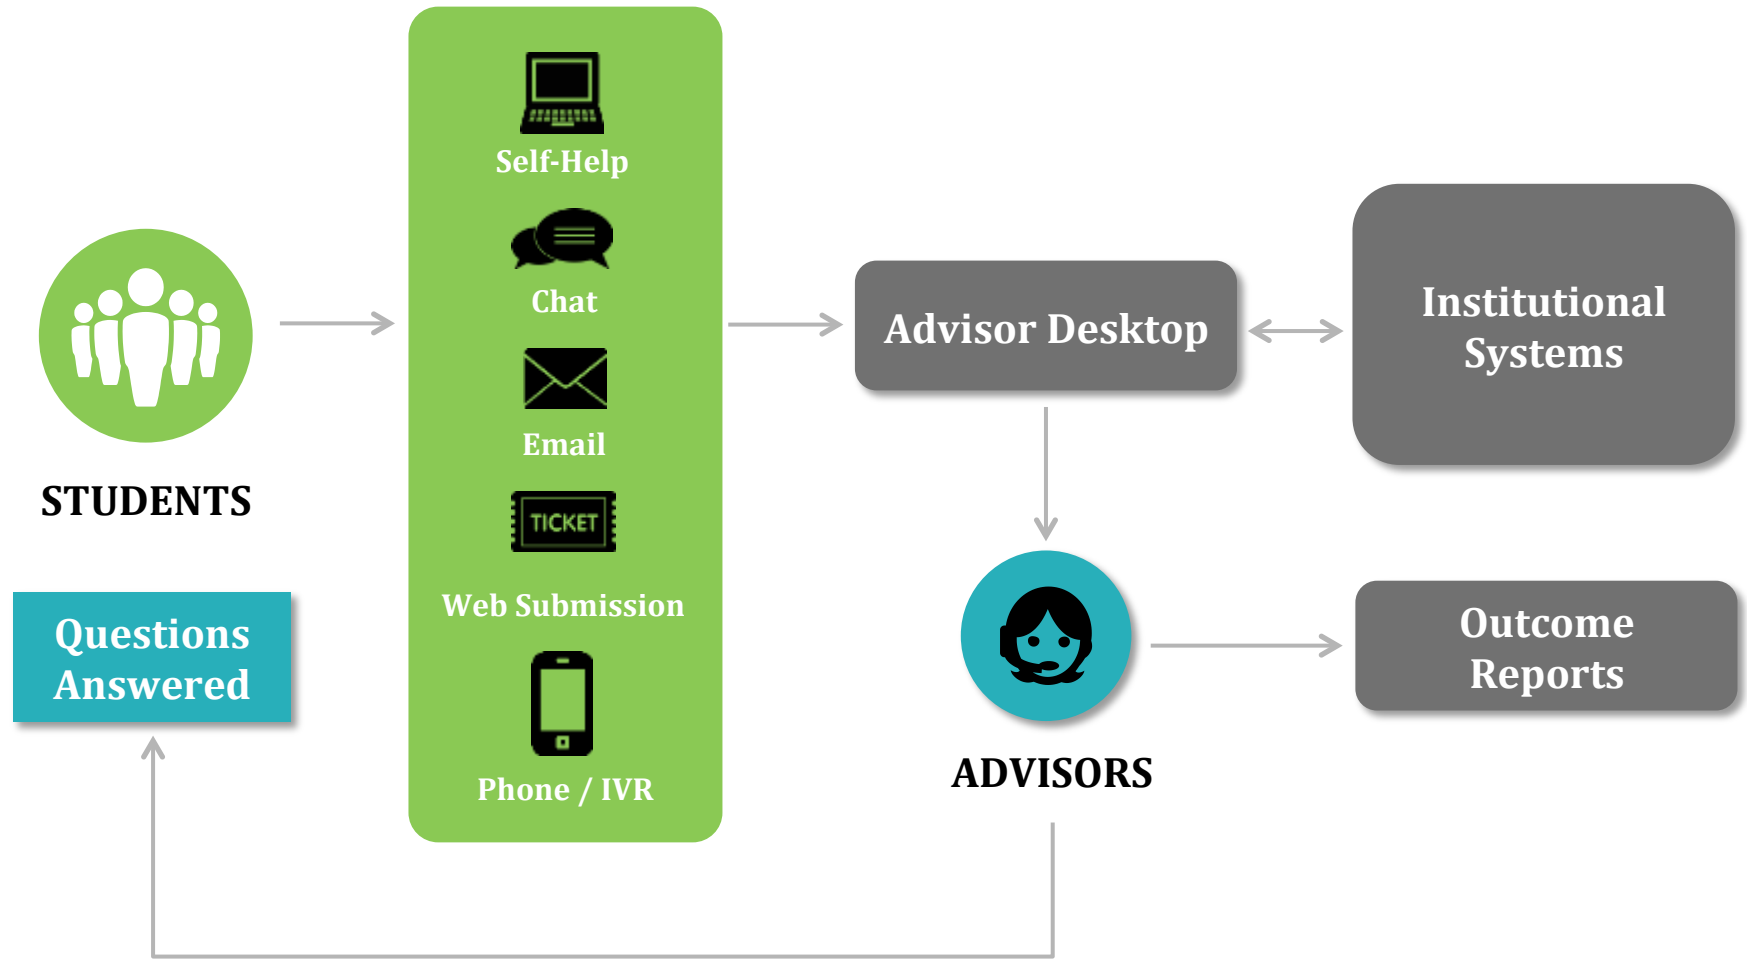 Self-Help
Chat
Email
TICKET
Web Submission
Phone / IVR
STUDENTS
Questions
Answered
Advisor Desktop
Institutional
Systems
ADVISORS
Outcome
Reports